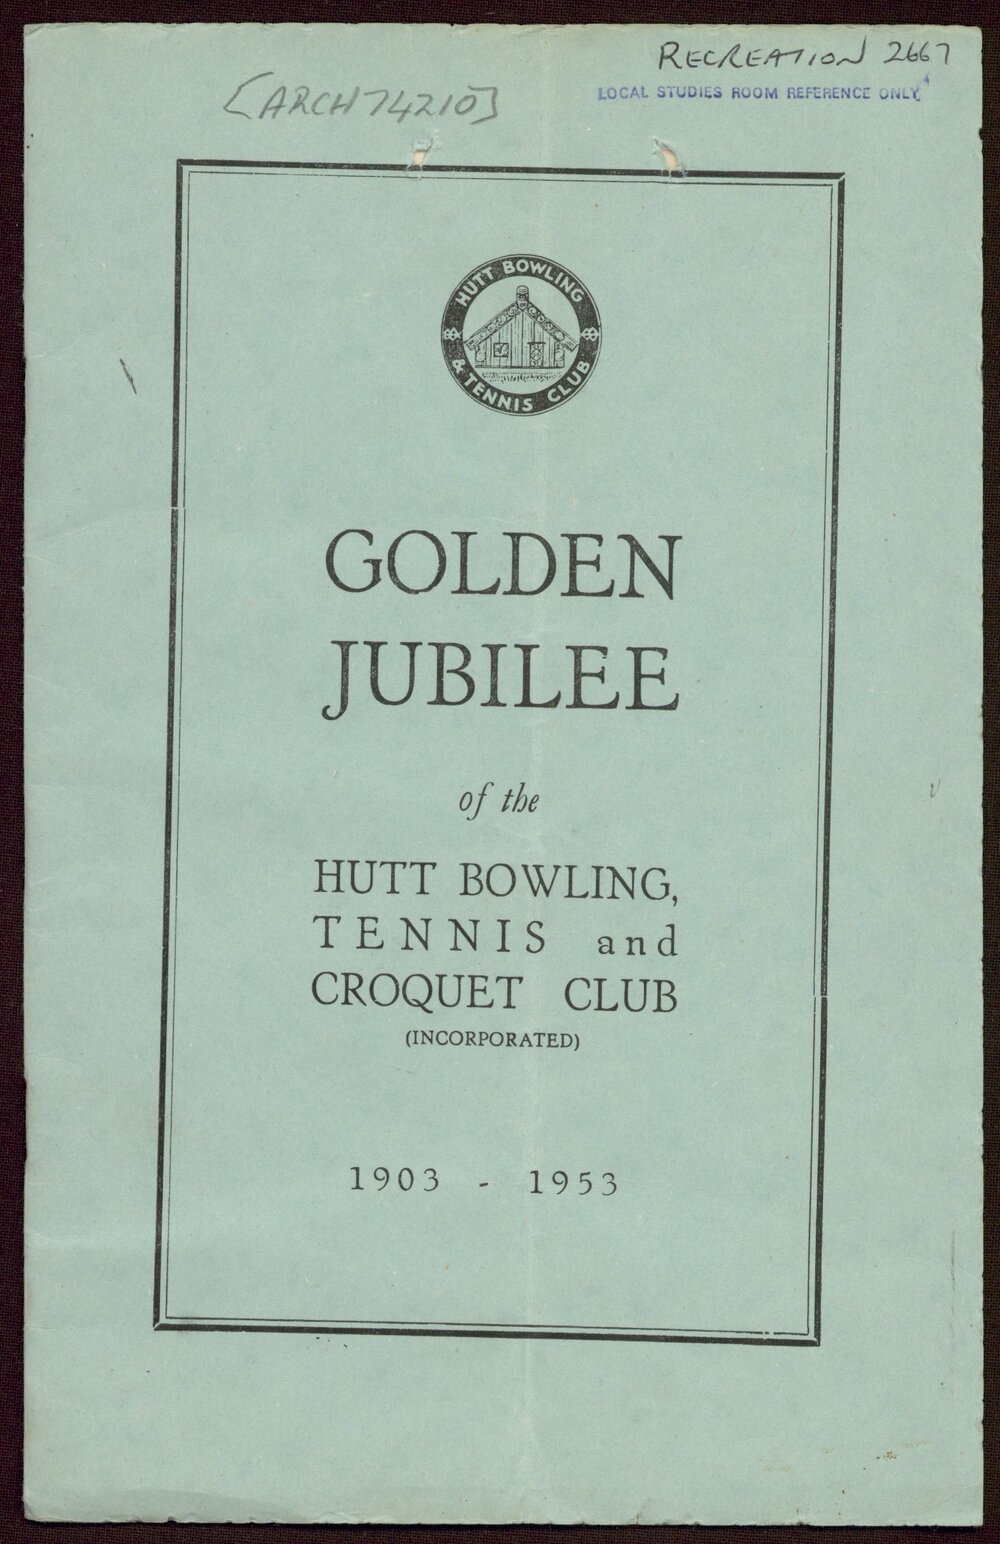 RECREATION 2667
LOCAL STUDIES ROOM REFERENCE ONLY
[ARCH74210]
HUTT BOWLING
& TENNIS CLUB
GOLDEN
JUBILEE
of the
HUTT BOWLING,
TENNIS and
CROQUET CLUB
(INCORPORATED)
1903 - 1953